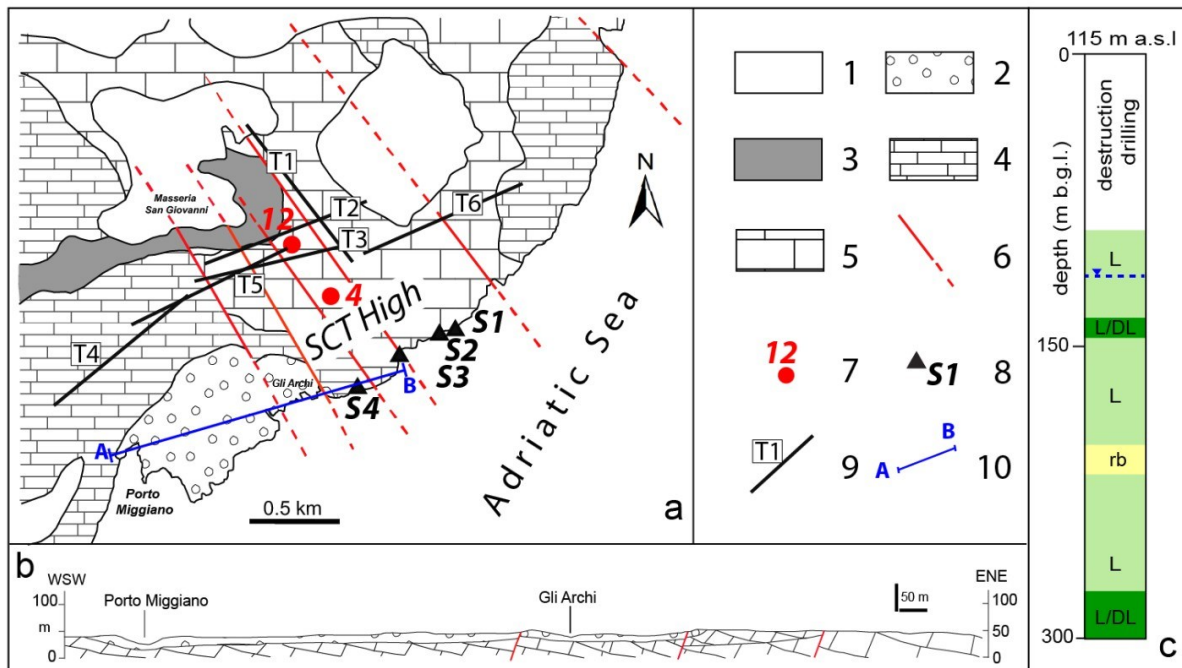 T1
N
Masseria
San Giovanni
12
T2
T6
T3
T5
4
SCT High
S1
S2
T4
S3
Gli Archi
B
S4
A
Porto
Miggiano
0.5 km
Adriatic Sea
a
1
2
3
4
5
6
12
7
S1
8
T1
9
A
B
10
115 m a.s.l
0
destruction
drilling
depth (m b.g.l.)
L
L/DL
150
L
rb
L
L/DL
300
c
b
WSW
ENE
100
m
0
Porto Miggiano
Gli Archi
50 m
100
50
0